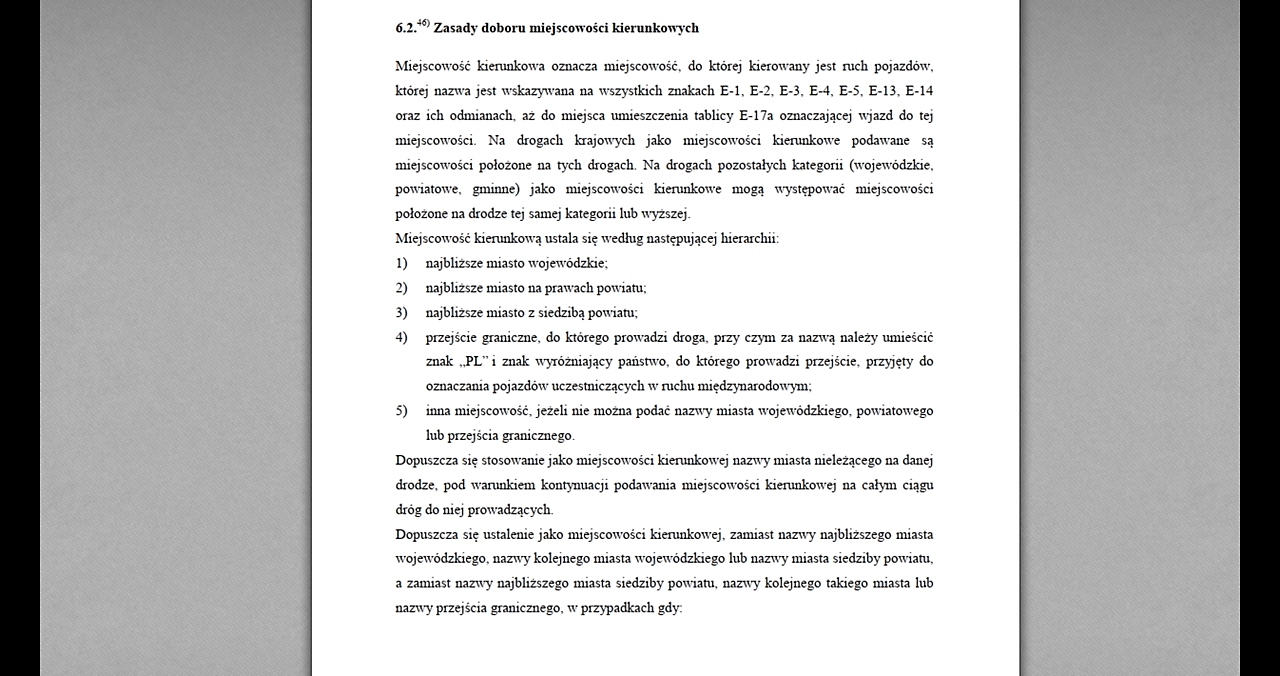 6.2.46) Zasady doboru miejscowości kierunkowych
Miejscowość kierunkowa oznacza miejscowość, do której kierowany jest ruch pojazdów,
której nazwa jest wskazywana na wszystkich znakach E-1, E-2, E-3, E-4, E-5, E-13, E-14
oraz ich odmianach, aż do miejsca umieszczenia tablicy E-17a oznaczającej wjazd do tej
miejscowości. Na drogach krajowych jako miejscowości kierunkowe podawane są
miejscowości położone na tych drogach. Na drogach pozostałych kategorii (wojewódzkie,
powiatowe, gminne) jako miejscowości kierunkowe mogą występować miejscowości
położone na drodze tej samej kategorii lub wyższej.
Miejscowość kierunkową ustala się według następującej hierarchii:
1) najbliższe miasto wojewódzkie;
2) najbliższe miasto na prawach powiatu;
3) najbliższe miasto z siedzibą powiatu;
4) przejście graniczne, do którego prowadzi droga, przy czym za nazwą należy umieścić
znak „PL” i znak wyróżniający państwo, do którego prowadzi przejście, przyjęty do
oznaczania pojazdów uczestniczących w ruchu międzynarodowym;
5) inna miejscowość, jeżeli nie można podać nazwy miasta wojewódzkiego, powiatowego
lub przejścia granicznego.
Dopuszcza się stosowanie jako miejscowości kierunkowej nazwy miasta nieleżącego na danej
drodze, pod warunkiem kontynuacji podawania miejscowości kierunkowej na całym ciągu
dróg do niej prowadzących.
Dopuszcza się ustalenie jako miejscowości kierunkowej, zamiast nazwy najbliższego miasta
wojewódzkiego, nazwy kolejnego miasta wojewódzkiego lub nazwy miasta siedziby powiatu,
a zamiast nazwy najbliższego miasta siedziby powiatu, nazwy kolejnego takiego miasta lub
nazwy przejścia granicznego, w przypadkach gdy: